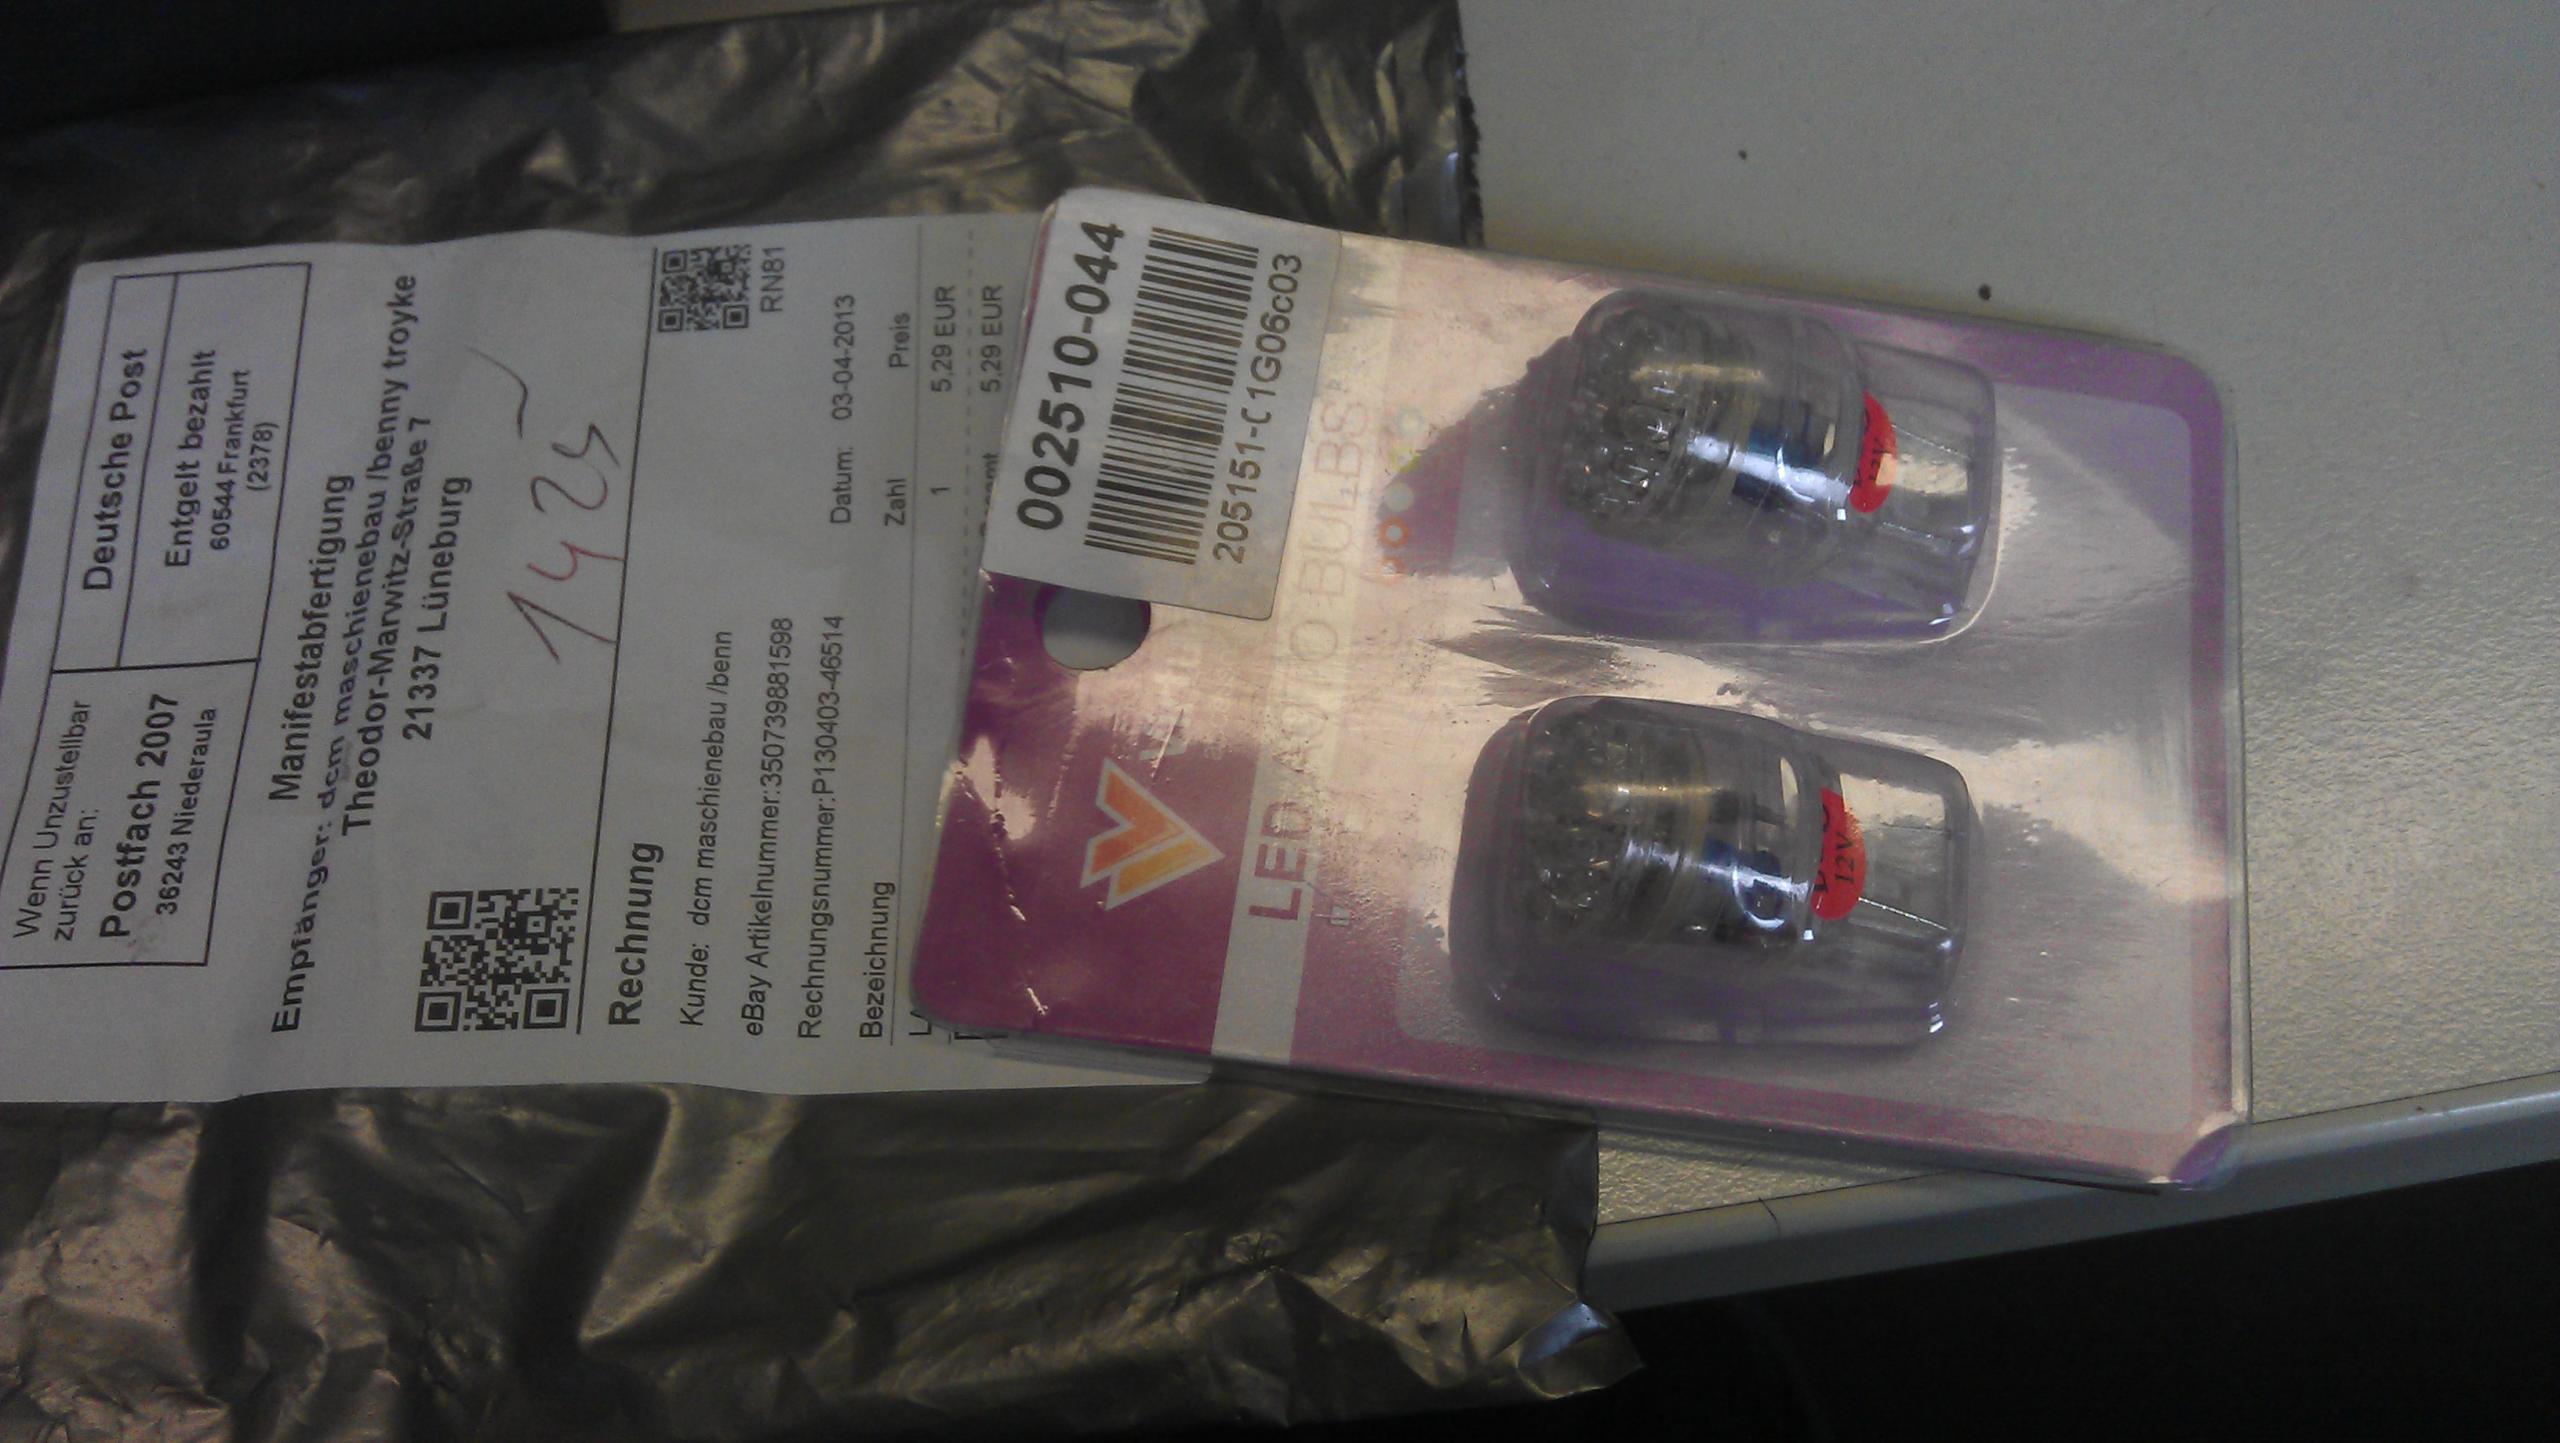 Deutsche Post
Entgelt bezahlt
60544 Frankfurt
(2378)
Wenn Unzustellbar
zurück an:
Postfach 2007
36243 Niederaula
Manifestabfertigung
Empfänger: dcm maschienebau /benny troyke
Theodor-Marwitz-Straße 7
21337 Lüneburg
1425
RN81
Rechnung
Kunde: dcm maschienebau /benn
eBay Artikelnummer:350739881598
Rechnungsnummer:P130403-46514
Datum: 03-04-2013
Bezeichnung Zahl Preis
1 5,29 EUR
5,29 EUR
002510-044
205151-C1G06c03
LED AUTO BULBS
12V
12V